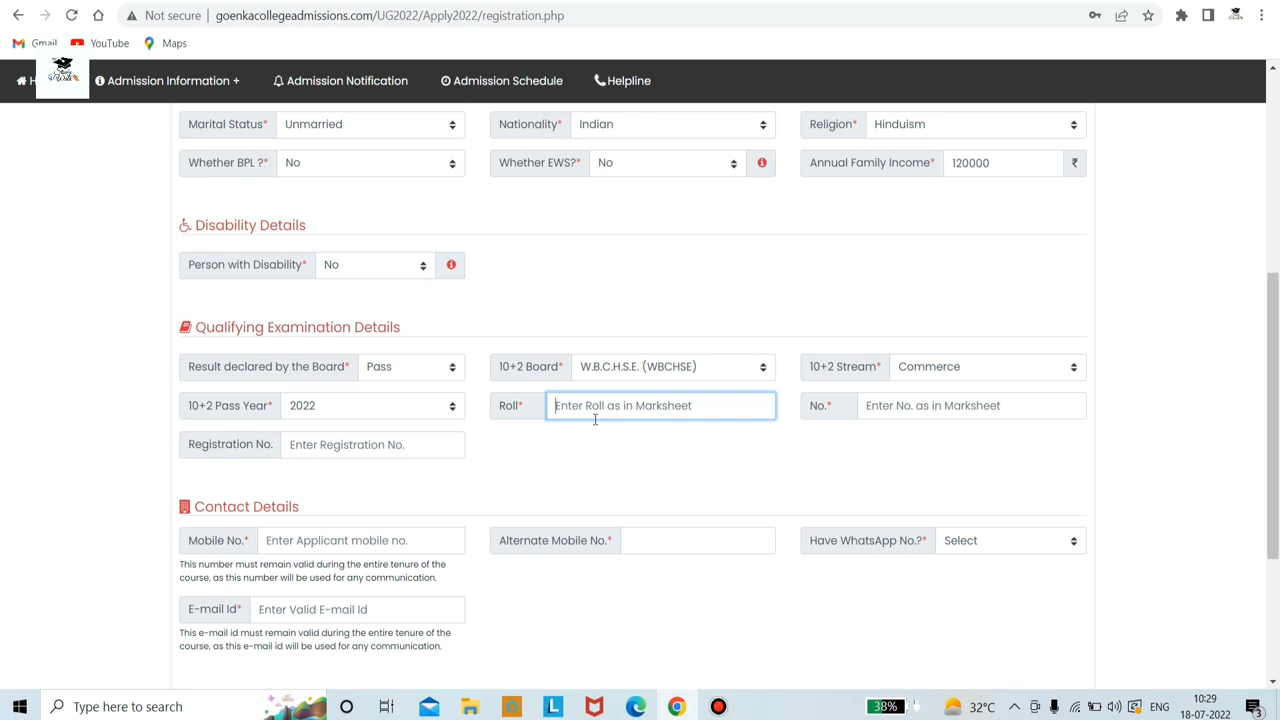 Not secure goenkacollegeadmissions.com/UG2022/Apply2022/registration.php
Gmail YouTube Maps
H Admission Information + Admission Notification Admission Schedule Helpline
Marital Status* Unmarried Nationality* Indian Religion* Hinduism
Whether BPL ?* No Whether EWS?* No Annual Family Income* 120000 ₹
Disability Details
Person with Disability* No
Qualifying Examination Details
Result declared by the Board* Pass 10+2 Board* W.B.C.H.S.E. (WBCHSE) 10+2 Stream* Commerce
10+2 Pass Year* 2022 Roll* Enter Roll as in Marksheet No.* Enter No. as in Marksheet
Registration No. Enter Registration No.
Contact Details
Mobile No.* Enter Applicant mobile no. Alternate Mobile No.* Have WhatsApp No.?* Select
This number must remain valid during the entire tenure of the
course, as this number will be used for any communication.
E-mail Id* Enter Valid E-mail Id
This e-mail id must remain valid during the entire tenure of the
course, as this e-mail id will be used for any communication.
Type here to search 38% 32°C ENG 10:29
18-07-2022 3